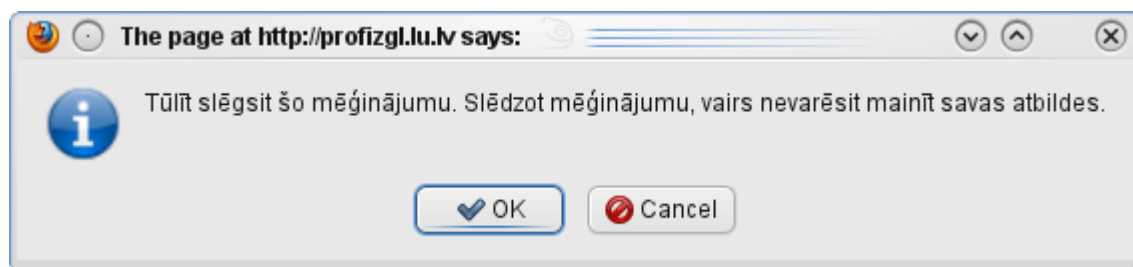 The page at http://profizgl.lu.lv says:
Tūlīt slēgsit šo mēģinājumu. Slēdzot mēģinājumu, vairs nevarēsit mainīt savas atbildes.
OK Cancel